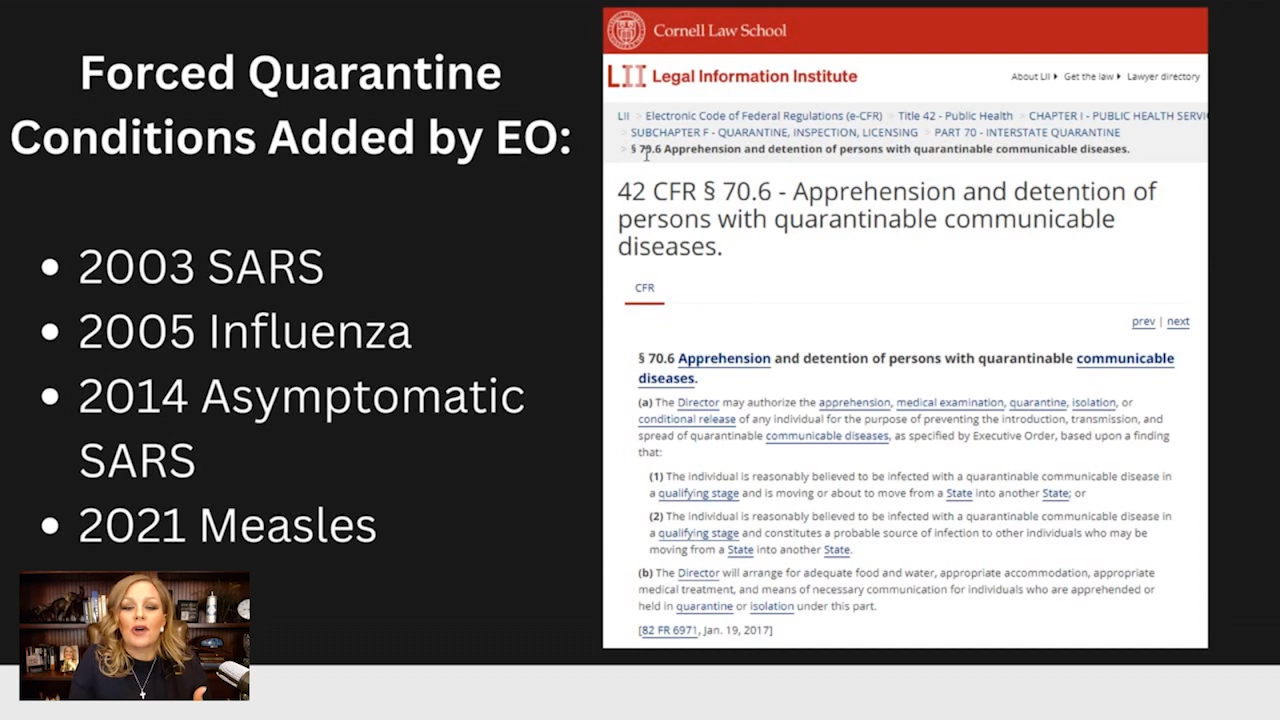 Forced Quarantine
Conditions Added by EO:
• 2003 SARS
• 2005 Influenza
• 2014 Asymptomatic
SARS
• 2021 Measles
Cornell Law School
LII Legal Information Institute
About LII Get the law Lawyer directory
LII > Electronic Code of Federal Regulations (e-CFR) > Title 42 - Public Health > CHAPTER I - PUBLIC HEALTH SERVI
> SUBCHAPTER F - QUARANTINE, INSPECTION, LICENSING > PART 70 - INTERSTATE QUARANTINE
> § 70.6 Apprehension and detention of persons with quarantinable communicable diseases.
42 CFR § 70.6 - Apprehension and detention of
persons with quarantinable communicable
diseases.
CFR
prev | next
§ 70.6 Apprehension and detention of persons with quarantinable communicable
diseases.
(a) The Director may authorize the apprehension, medical examination, quarantine, isolation, or
conditional release of any individual for the purpose of preventing the introduction, transmission, and
spread of quarantinable communicable diseases, as specified by Executive Order, based upon a finding
that:
(1) The individual is reasonably believed to be infected with a quarantinable communicable disease in
a qualifying stage and is moving or about to move from a State into another State; or
(2) The individual is reasonably believed to be infected with a quarantinable communicable disease in
a qualifying stage and constitutes a probable source of infection to other individuals who may be
moving from a State into another State.
(b) The Director will arrange for adequate food and water, appropriate accommodation, appropriate
medical treatment, and means of necessary communication for individuals who are apprehended or
held in quarantine or isolation under this part.
[82 FR 6971, Jan. 19, 2017]